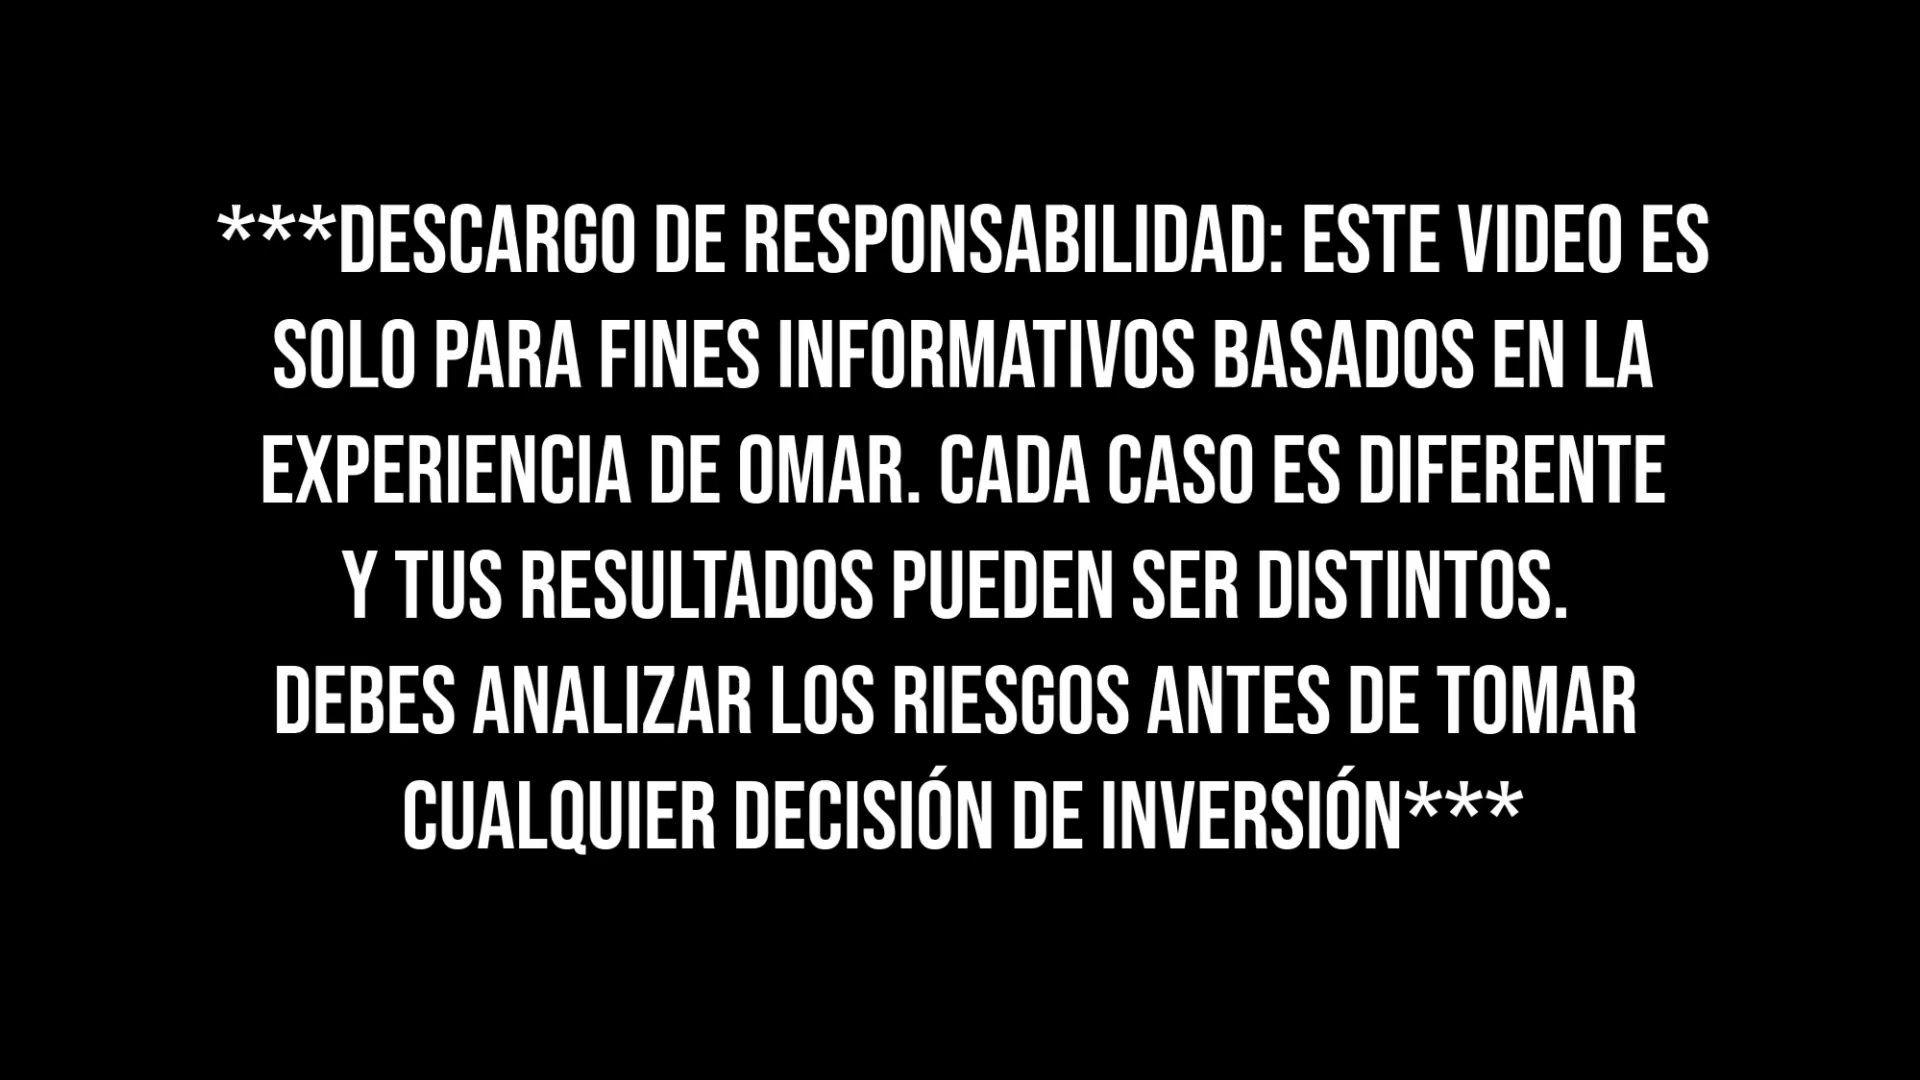 ***DESCARGO DE RESPONSABILIDAD: ESTE VIDEO ES
SOLO PARA FINES INFORMATIVOS BASADOS EN LA
EXPERIENCIA DE OMAR. CADA CASO ES DIFERENTE
Y TUS RESULTADOS PUEDEN SER DISTINTOS.
DEBES ANALIZAR LOS RIESGOS ANTES DE TOMAR
CUALQUIER DECISIÓN DE INVERSIÓN***